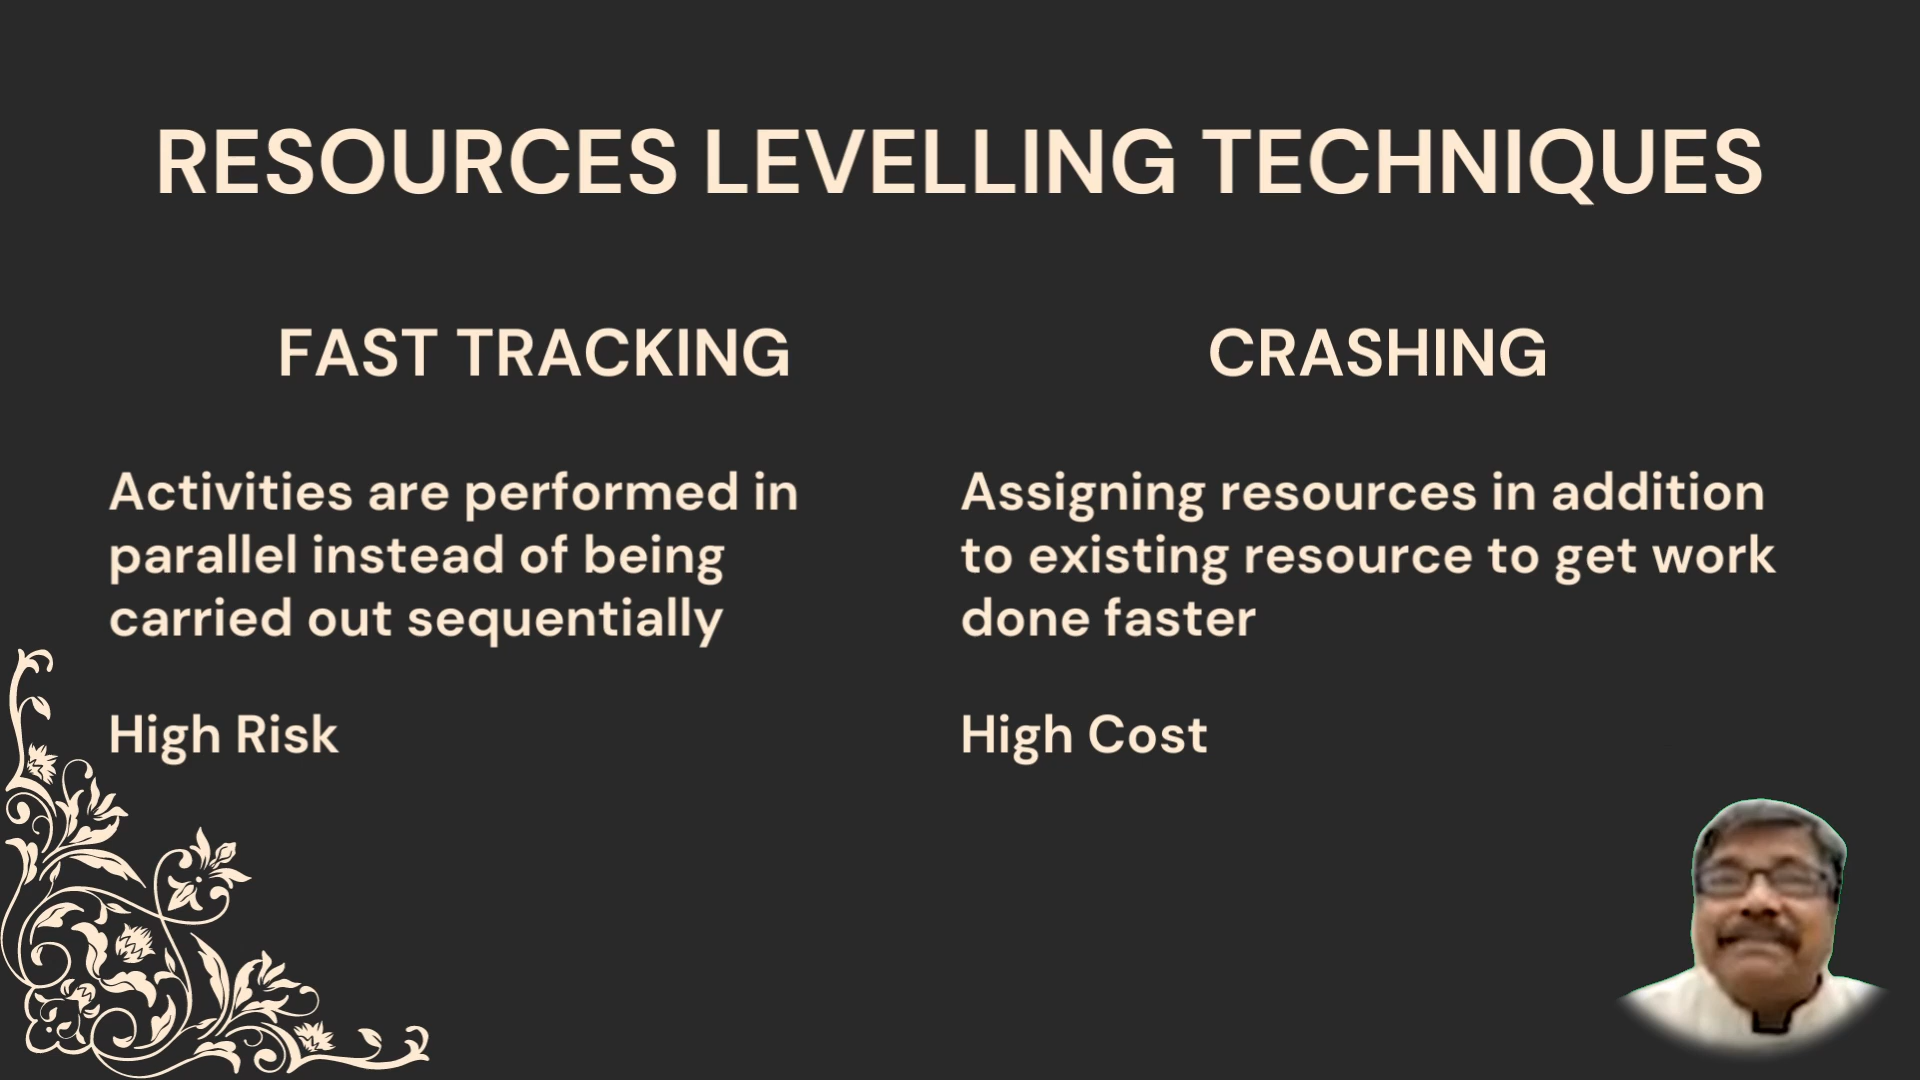 RESOURCES LEVELLING TECHNIQUES
FAST TRACKING
Activities are performed in
parallel instead of being
carried out sequentially
High Risk
CRASHING
Assigning resources in addition
to existing resource to get work
done faster
High Cost